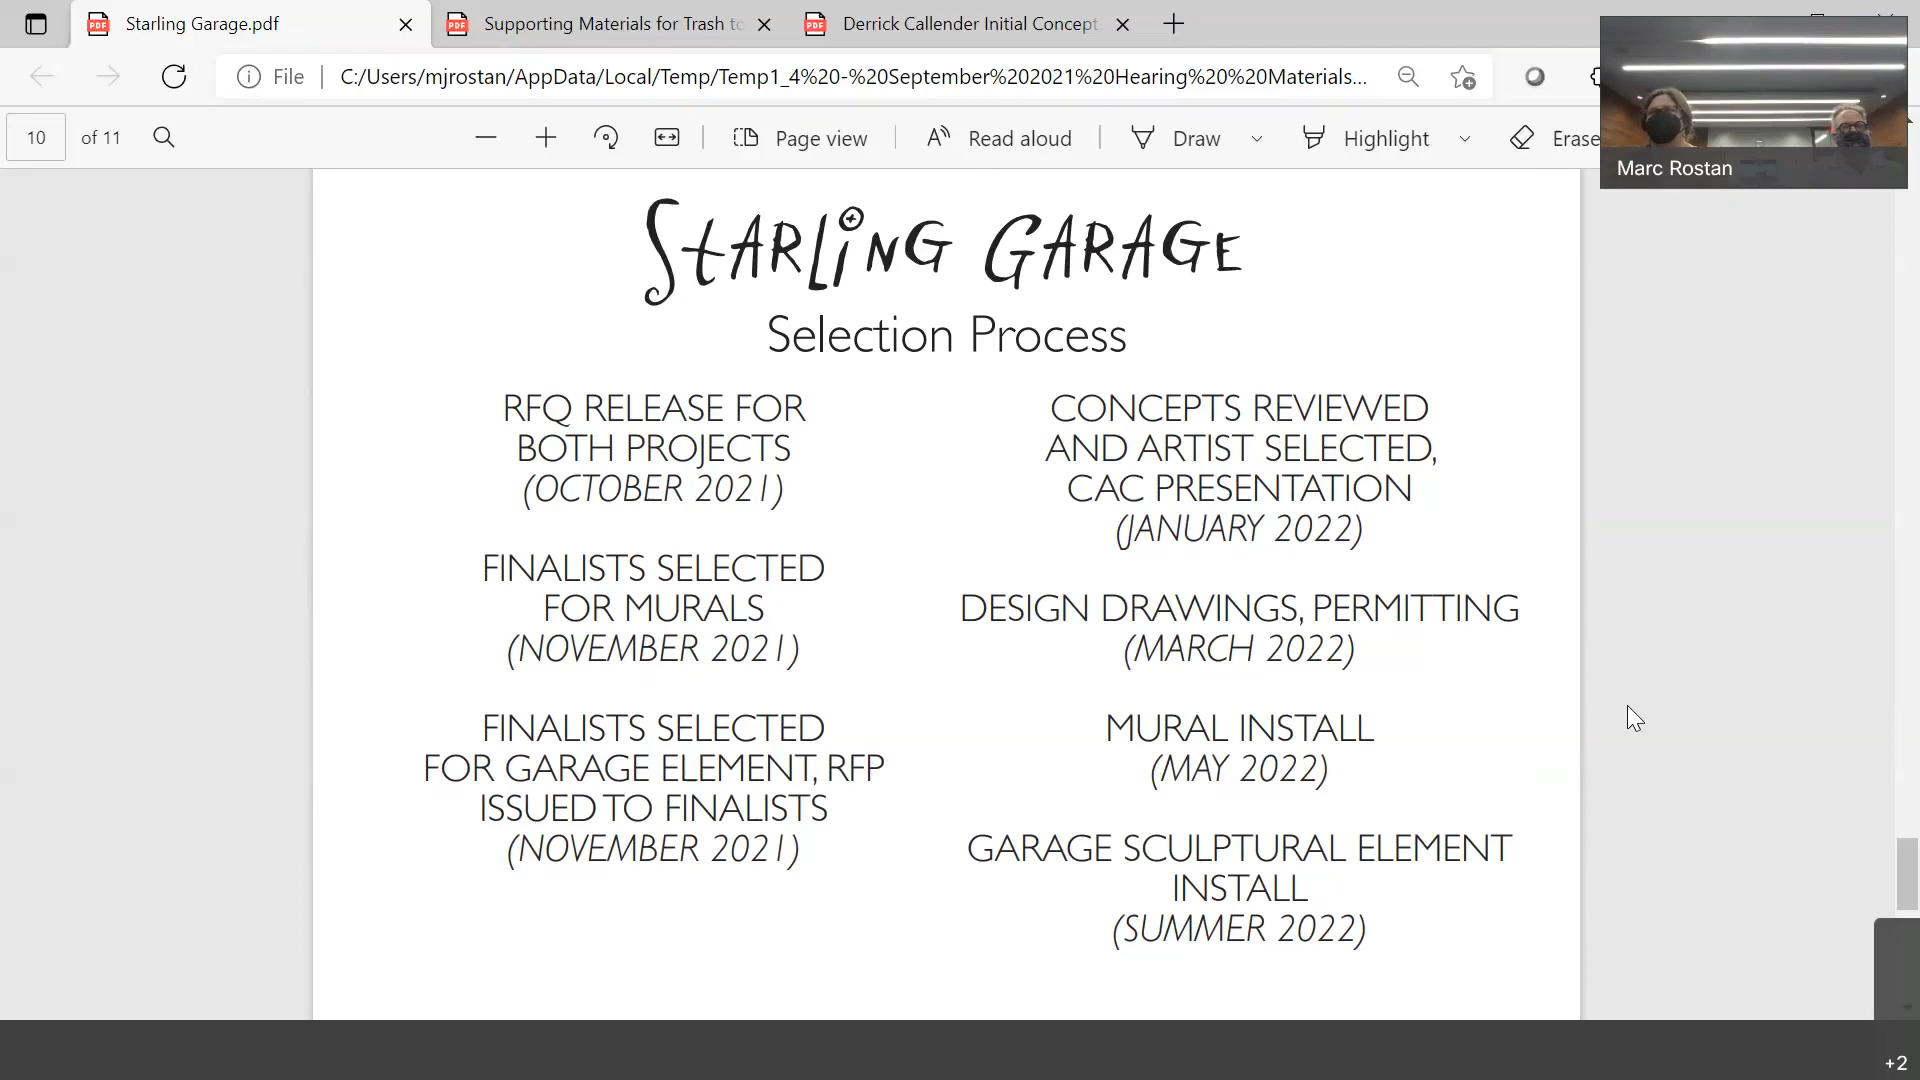 Starling Garage.pdf
Supporting Materials for Trash to
Derrick Callender Initial Concept
File
C:/Users/mjrostan/AppData/Local/Temp/Temp1_4%20-%20September%202021%20Hearing%20%20Materials...
10 of 11
Page view
Read aloud
Draw
Highlight
Erase
Marc Rostan
STARLING GARAGE
Selection Process
RFQ RELEASE FOR
BOTH PROJECTS
(OCTOBER 2021)
FINALISTS SELECTED
FOR MURALS
(NOVEMBER 2021)
FINALISTS SELECTED
FOR GARAGE ELEMENT, RFP
ISSUED TO FINALISTS
(NOVEMBER 2021)
CONCEPTS REVIEWED
AND ARTIST SELECTED,
CAC PRESENTATION
(JANUARY 2022)
DESIGN DRAWINGS, PERMITTING
(MARCH 2022)
MURAL INSTALL
(MAY 2022)
GARAGE SCULPTURAL ELEMENT
INSTALL
(SUMMER 2022)
+2